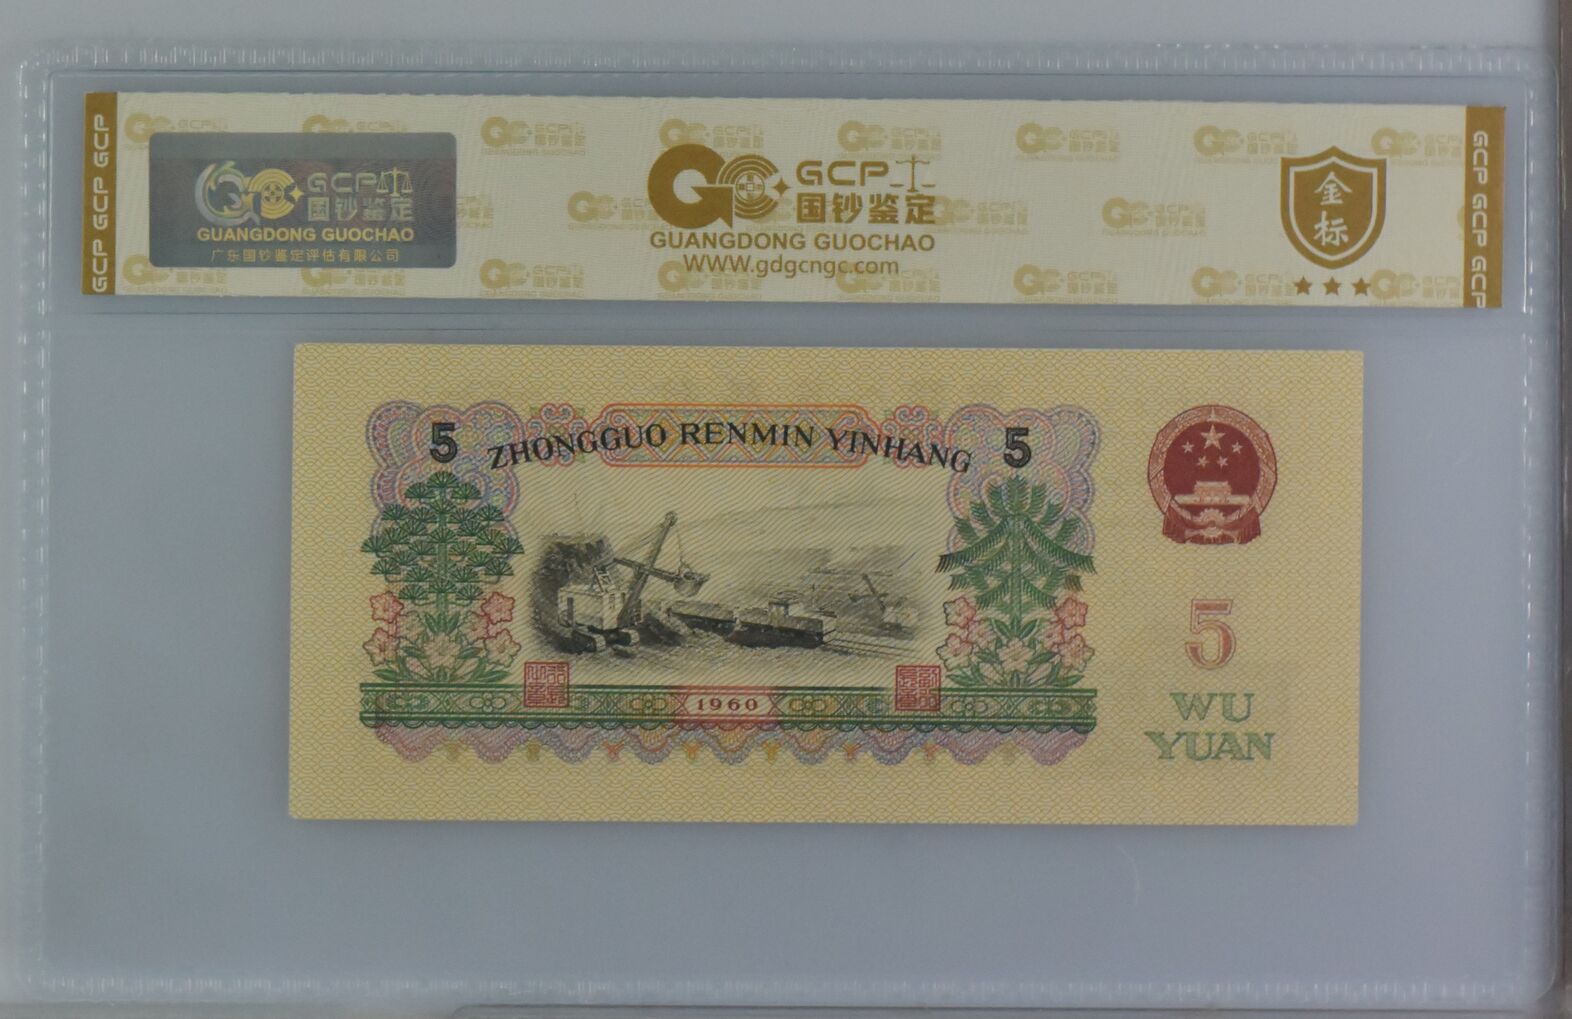 GCP GCP GCP
GCP
国钞鉴定
GUANGDONG GUOCHAO
广东国钞鉴定评估有限公司
GCP
国钞鉴定
GUANGDONG GUOCHAO
WWW.gdgcngc.com
金标
GCP GCP GCP
5 ZHONGGUO RENMIN YINHANG 5
1960
5
WU
YUAN